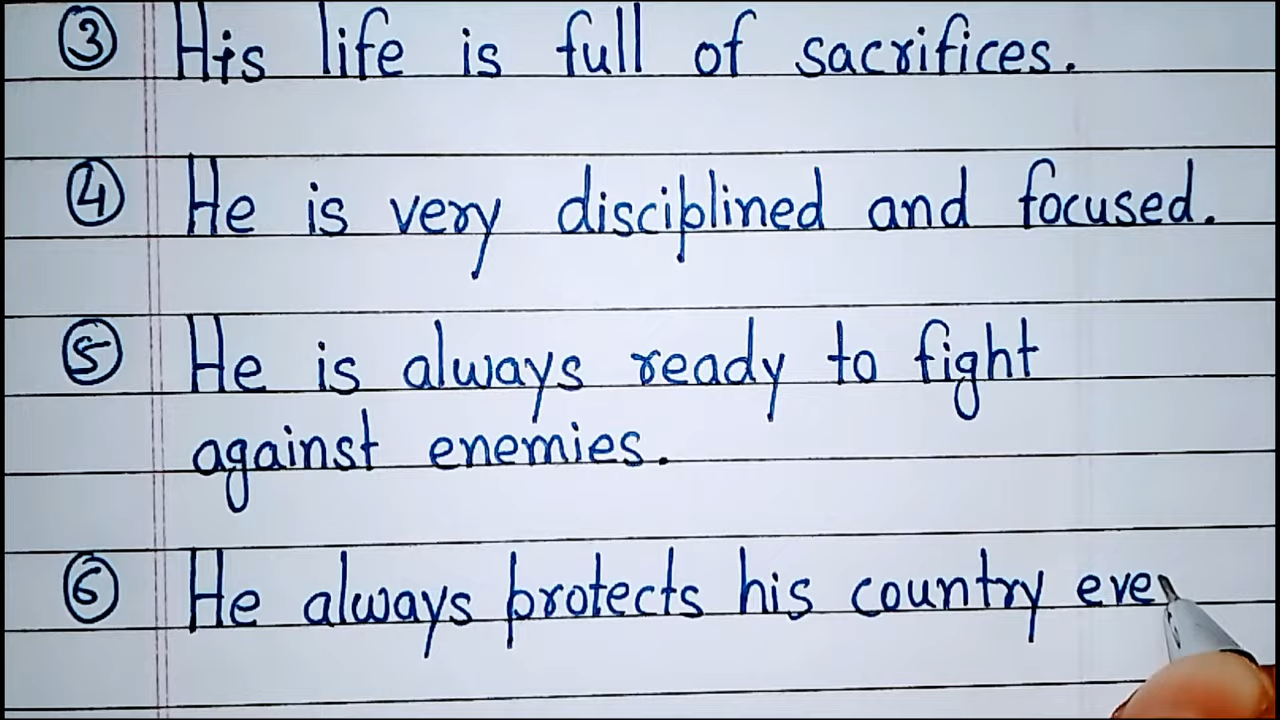 ③ His life is full of sacrifices.
④ He is very disciplined and focused.
⑤ He is always ready to fight
against enemies.
⑥ He always protects his country eve